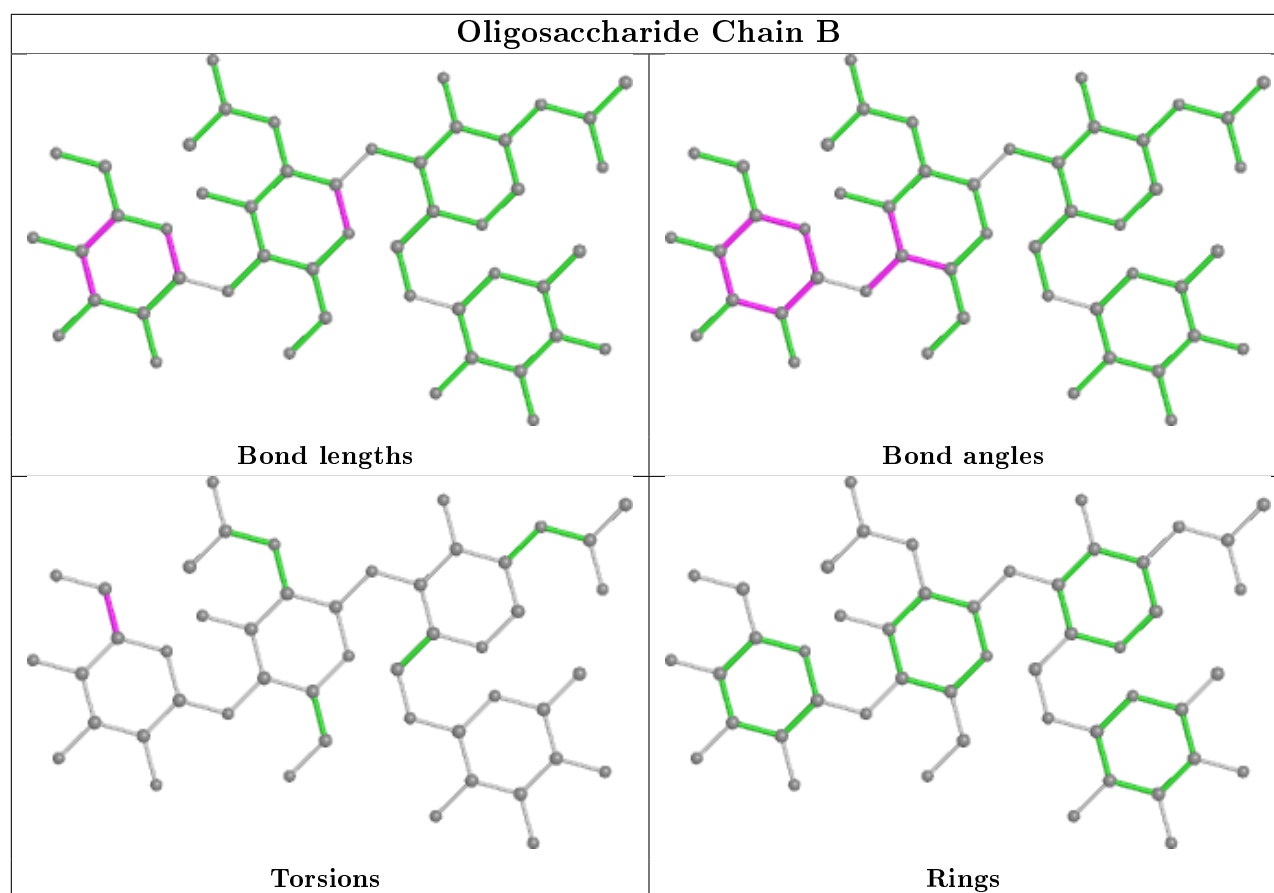 Oligosaccharide Chain B
Bond lengths
Bond angles
Torsions
Rings